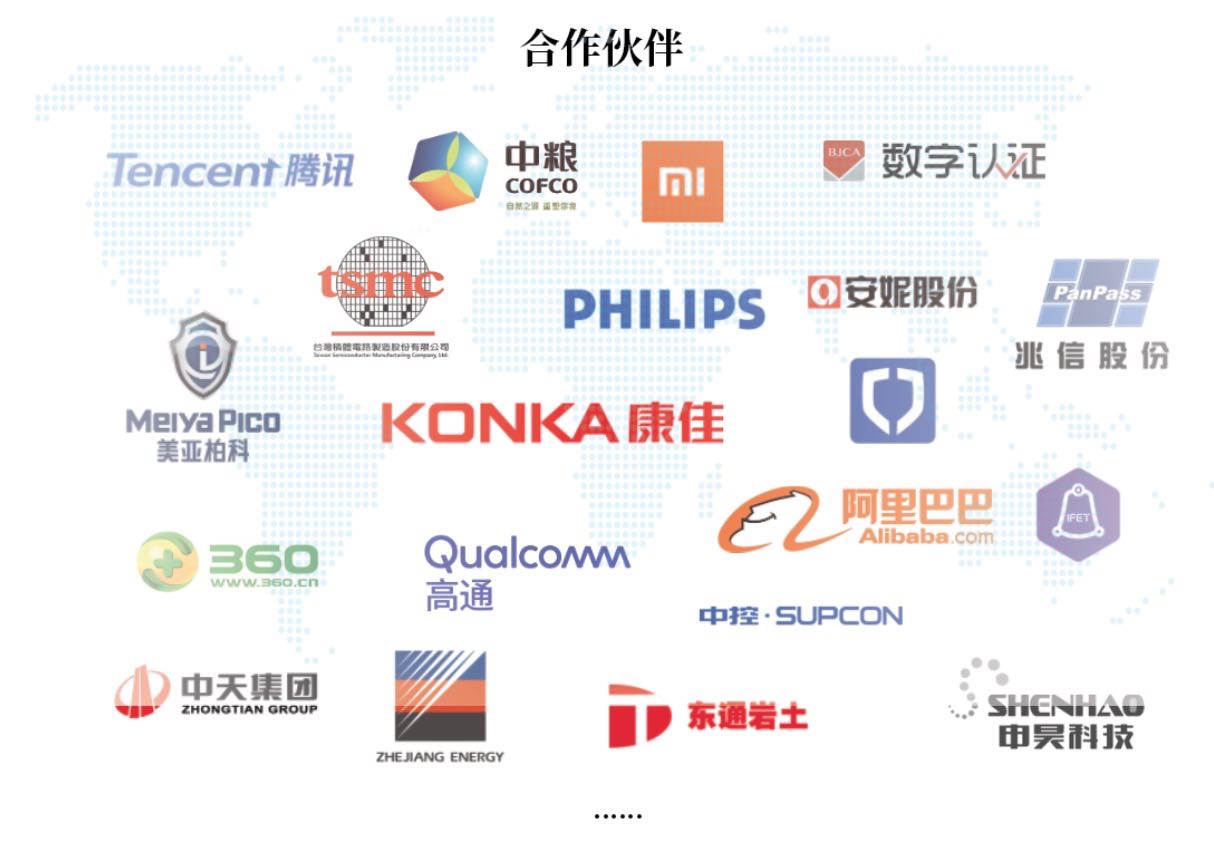 合作伙伴
Tencent 腾讯
中粮
COFCO
自然之源 重塑你我
mi
BJCA
数字认证
tsmc
台灣積體電路製造股份有限公司
Taiwan Semiconductor Manufacturing Company, Ltd.
PHILIPS
安妮股份
PanPass
兆信股份
Meiya Pico
美亚柏科
KONKA 康佳
阿里巴巴
Alibaba.com
IFET
360
www.360.cn
Qualcomm
高通
中控·SUPCON
中天集团
ZHONGTIAN GROUP
ZHEJIANG ENERGY
东通岩土
SHENHAO
申昊科技
......